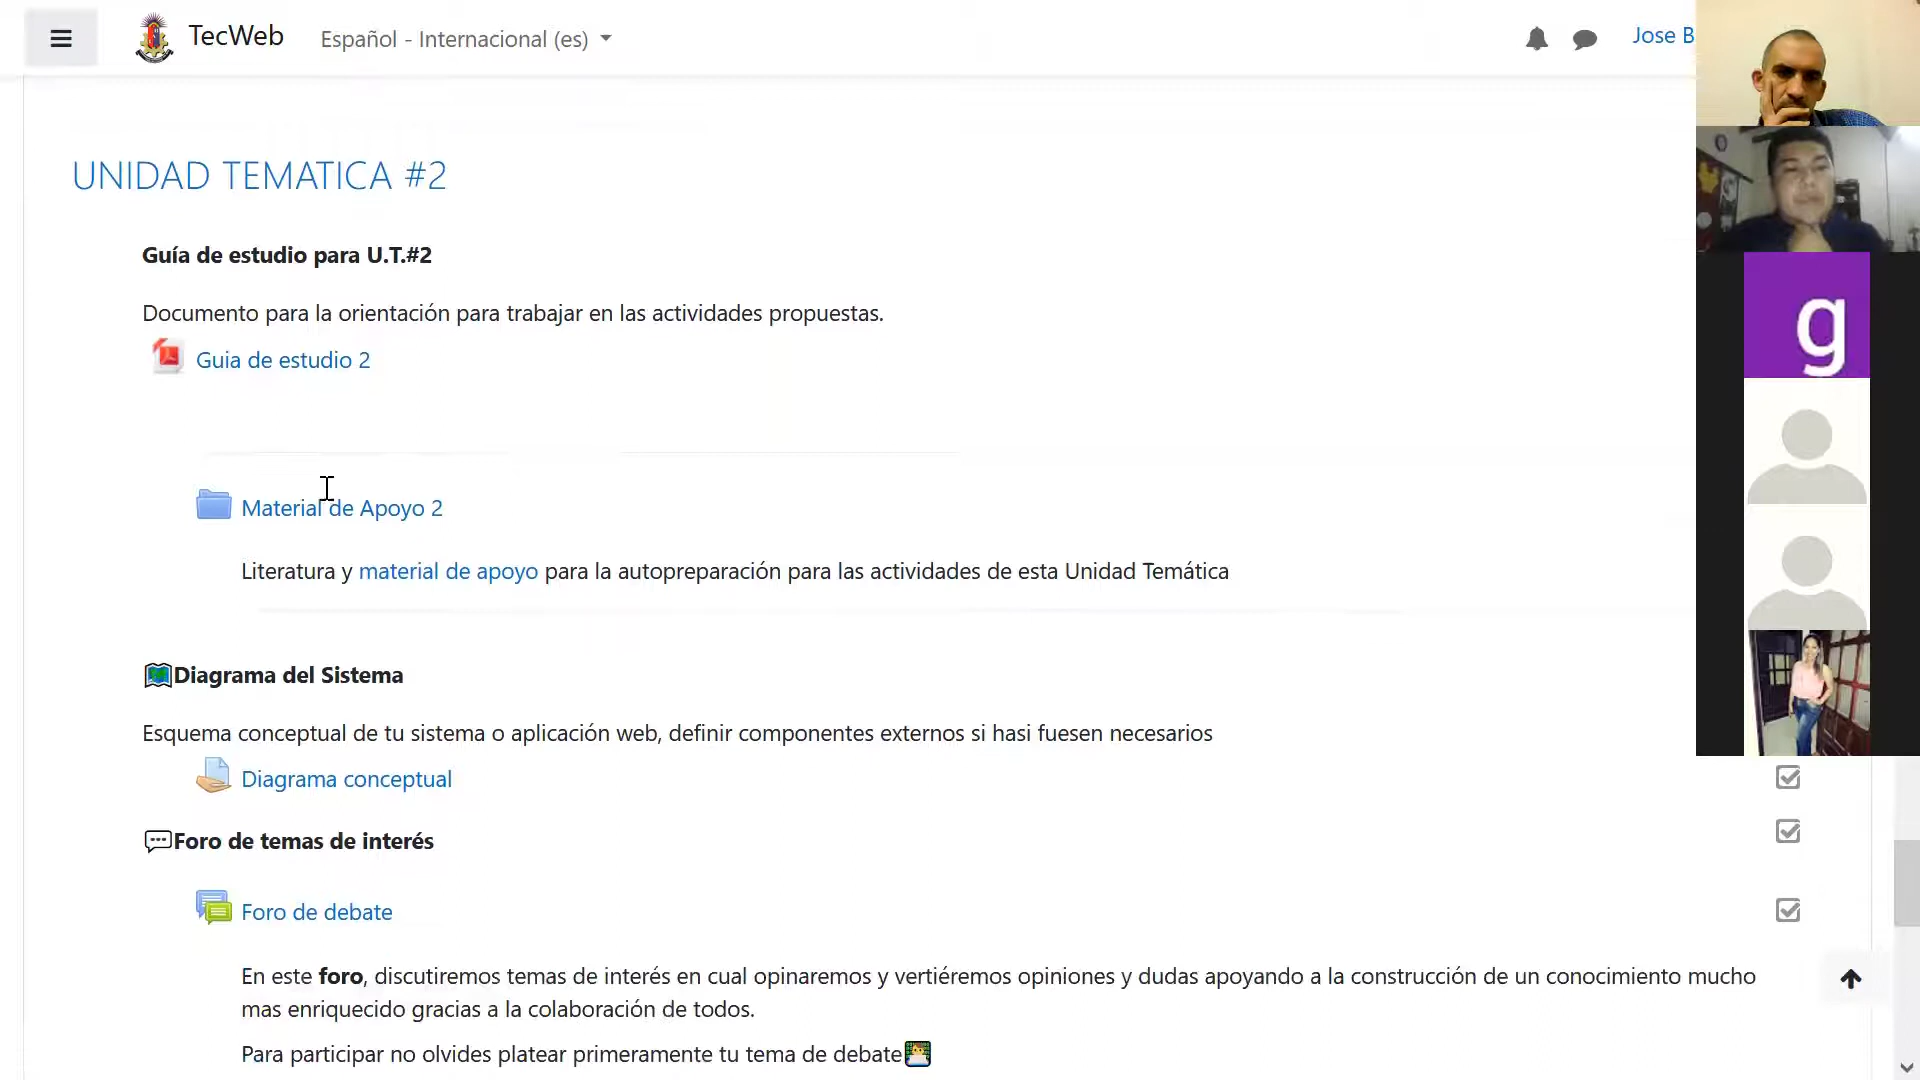 TecWeb
Español - Internacional (es)
Jose B
UNIDAD TEMATICA #2
Guía de estudio para U.T.#2
Documento para la orientación para trabajar en las actividades propuestas.
Guia de estudio 2
Material de Apoyo 2
Literatura y material de apoyo para la autopreparación para las actividades de esta Unidad Temática
Diagrama del Sistema
Esquema conceptual de tu sistema o aplicación web, definir componentes externos si hasi fuesen necesarios
Diagrama conceptual
Foro de temas de interés
Foro de debate
En este foro, discutiremos temas de interés en cual opinaremos y vertiéremos opiniones y dudas apoyando a la construcción de un conocimiento mucho
mas enriquecido gracias a la colaboración de todos.
Para participar no olvides platear primeramente tu tema de debate
g